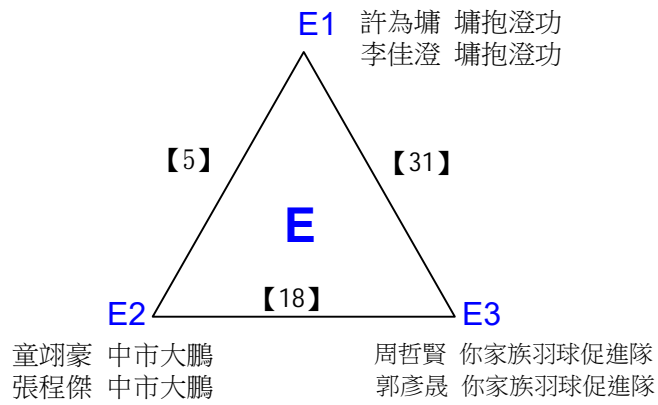 E1
許為墉 墉抱澄功
李佳澄 墉抱澄功
【5】
【31】
E
【18】
E2
E3
童翊豪 中市大鵬
張程傑 中市大鵬
周哲賢 你家族羽球促進隊
郭彥晟 你家族羽球促進隊